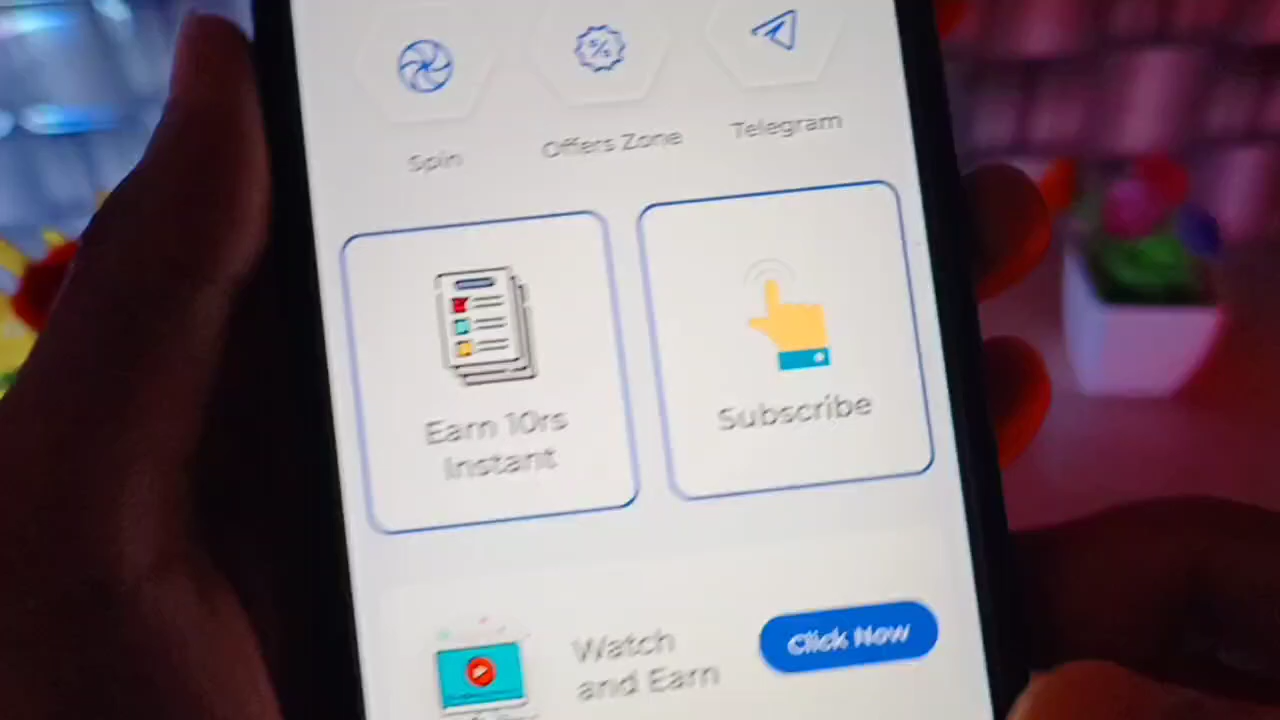 Spin
Offers Zone
Telegram
Earn 10rs
Instant
Subscribe
Watch
and Earn
Click Now